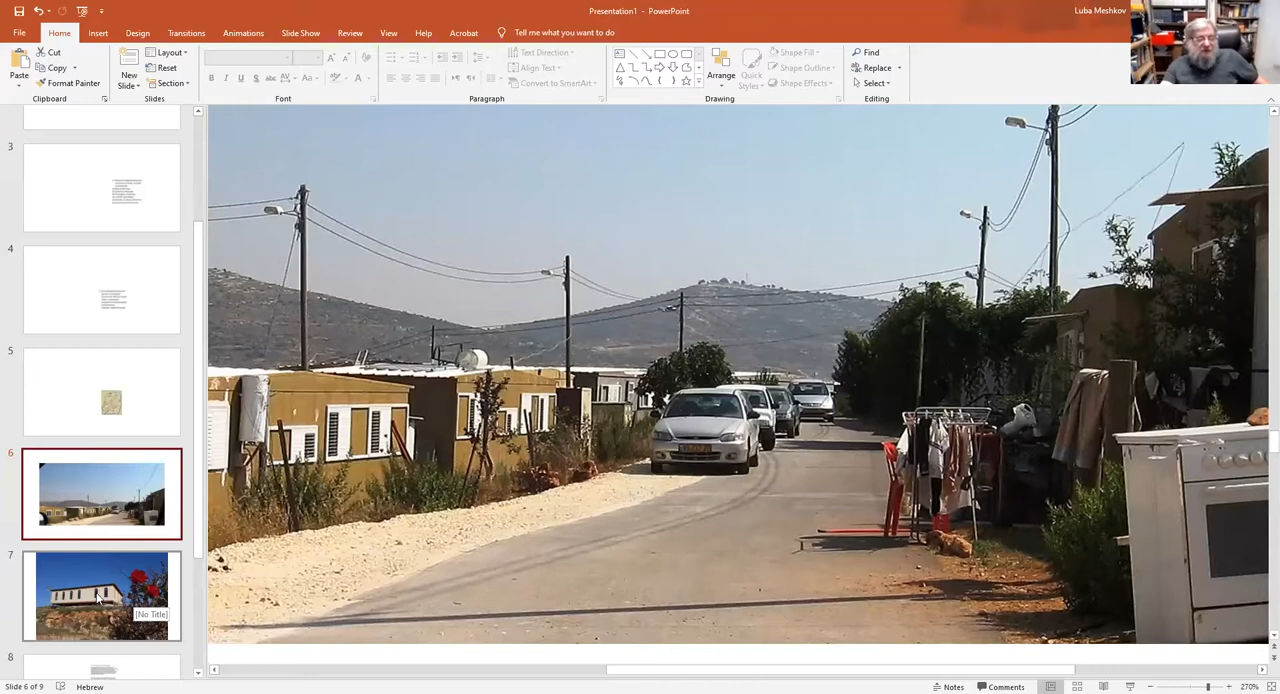 Presentation1 - PowerPoint
Luba Meshkov
File
Home
Insert
Design
Transitions
Animations
Slide Show
Review
View
Help
Acrobat
Tell me what you want to do
Paste
Cut
Copy
Format Painter
Clipboard
New
Slide
Layout
Reset
Section
Slides
B
I
U
S
abc
AV
Aa
A
Font
Text Direction
Align Text
Convert to SmartArt
Paragraph
Arrange
Quick
Styles
Shape Fill
Shape Outline
Shape Effects
Drawing
Find
Replace
Select
Editing
3
4
5
6
7
[No Title]
8
Slide 6 of 9
Hebrew
Notes
Comments
270%